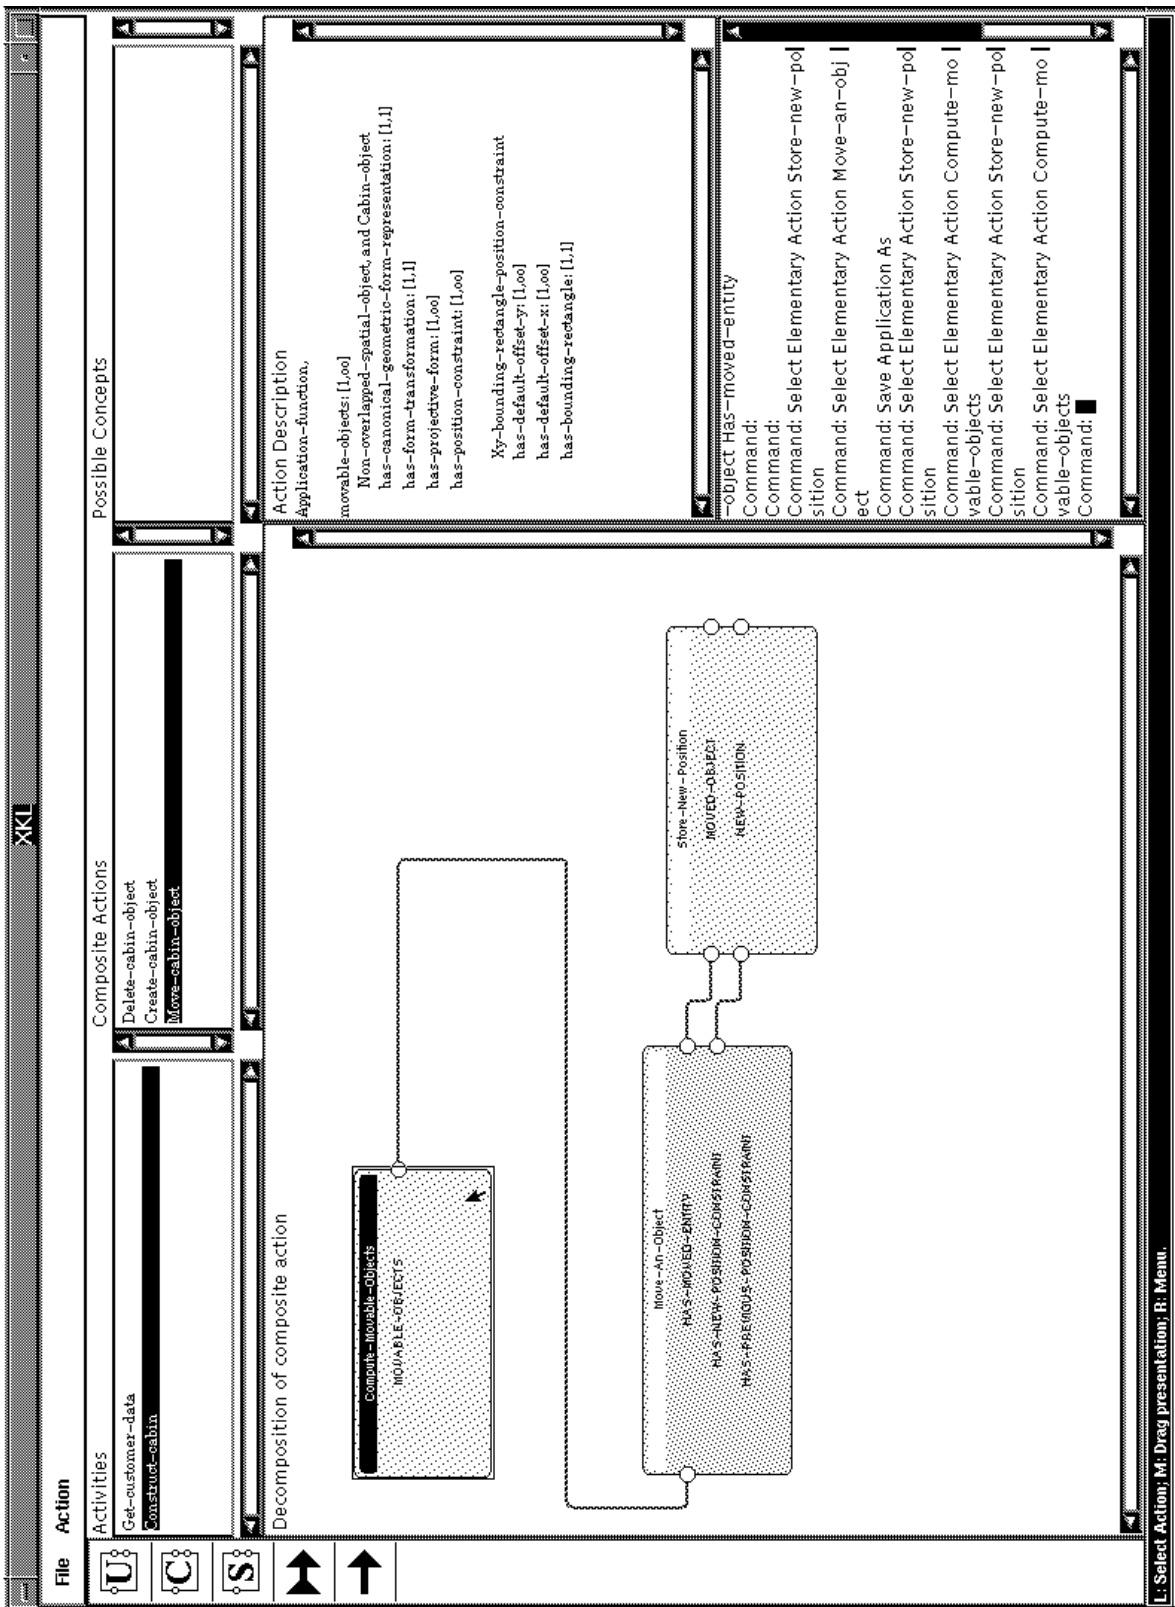 XKL
File Action
Activities
Get-customer-data
Construct-cabin
Composite Actions
Delete-cabin-object
Create-cabin-object
Move-cabin-object
Possible Concepts
U
C
S
Decomposition of composite action
Compute-Movable-Objects
MOVABLE-OBJECTS
Move-An-Object
HAS-MOVED-ENTITY
HAS-NEW-POSITION-CONSTRAINT
HAS-PREVIOUS-POSITION-CONSTRAINT
Store-New-Position
MOVED-OBJECT
NEW-POSITION
Action Description
Application-function,
movable-objects: [1,oo]
Non-overlapped-spatial-object, and Cabin-object
has-canonical-geometric-form-representation: [1,1]
has-form-transformation: [1,1]
has-projective-form: [1,oo]
has-position-constraint: [1,oo]
Xy-bounding-rectangle-position-constraint
has-default-offset-y: [1,oo]
has-default-offset-x: [1,oo]
has-bounding-rectangle: [1,1]
-object Has-moved-entity
Command:
Command:
Command: Select Elementary Action Store-new-po
sition
Command: Select Elementary Action Move-an-obj
ect
Command: Save Application As
Command: Select Elementary Action Store-new-po
sition
Command: Select Elementary Action Compute-mo
vable-objects
Command: Select Elementary Action Store-new-po
sition
Command: Select Elementary Action Compute-mo
vable-objects
Command:
L: Select Action; M: Drag presentation; R: Menu.